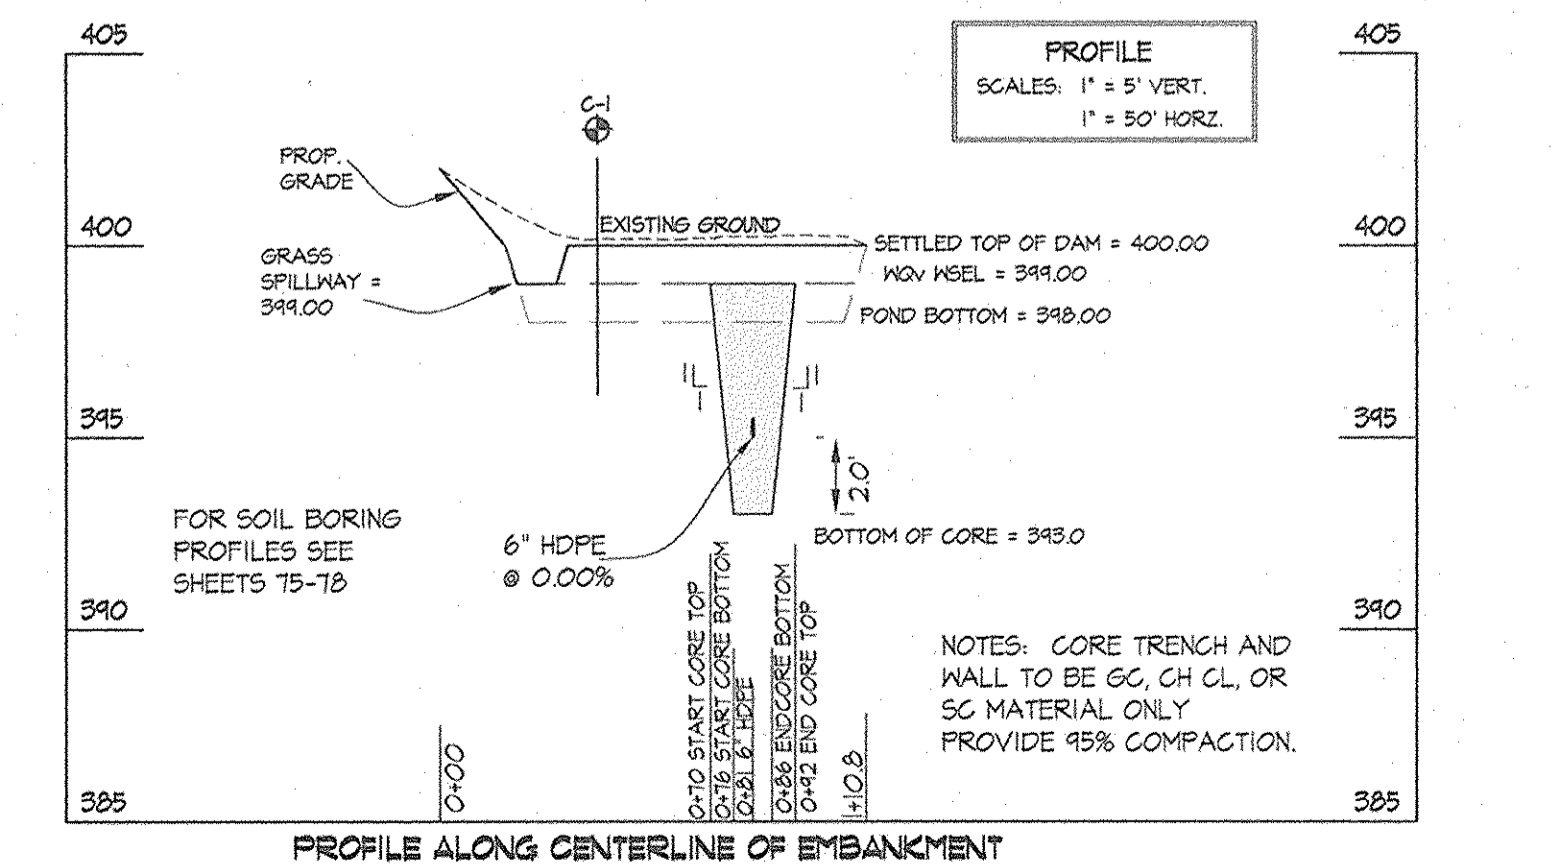 405
405
PROFILE
SCALES: 1" = 5' VERT.
1" = 50' HORZ.
C-1
PROP.
GRADE
400
400
EXISTING GROUND
SETTLED TOP OF DAM = 400.00
GRASS
SPILLWAY =
399.00
WQv WSEL = 399.00
POND BOTTOM = 398.00
395
395
2.0'
FOR SOIL BORING
PROFILES SEE
SHEETS 75-78
6" HDPE
@ 0.00%
BOTTOM OF CORE = 393.0
390
390
NOTES: CORE TRENCH AND
WALL TO BE GC, CH CL, OR
SC MATERIAL ONLY
PROVIDE 95% COMPACTION.
0+00
0+70 START CORE TOP
0+76 START CORE BOTTOM
0+81 6" HDPE
0+86 ENDCORE BOTTOM
0+92 END CORE TOP
1+10.8
385
385
PROFILE ALONG CENTERLINE OF EMBANKMENT